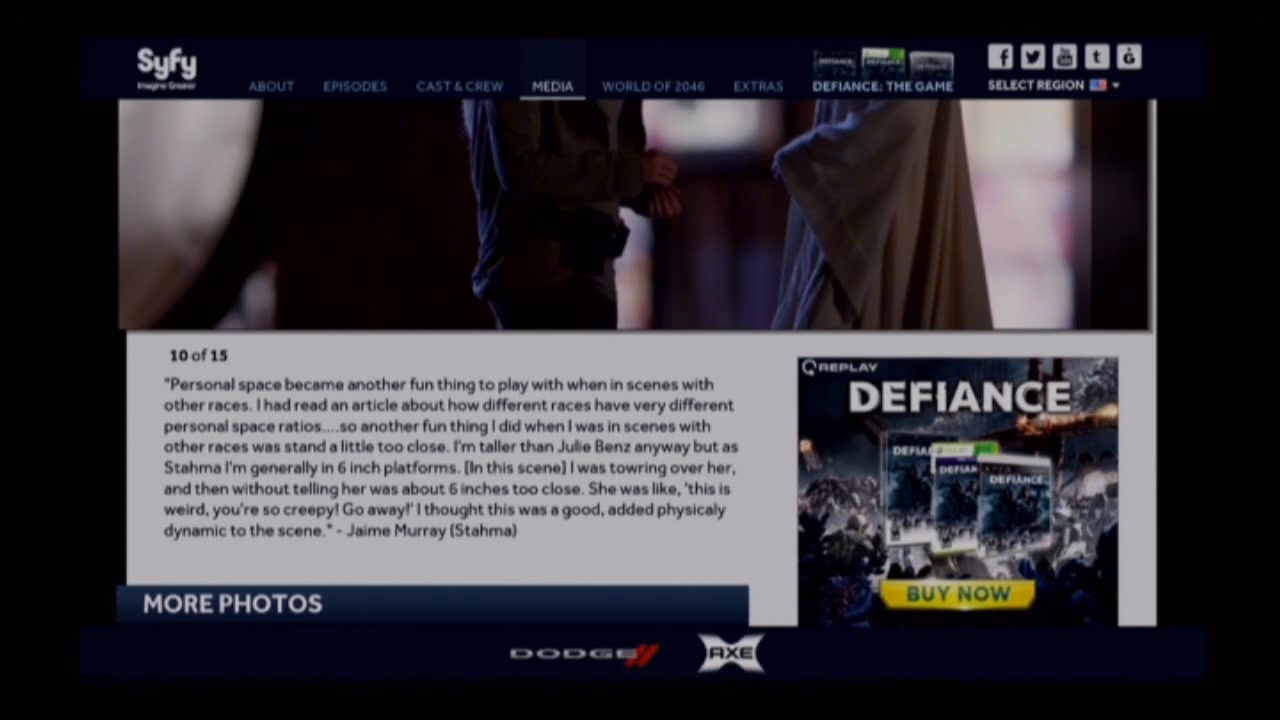 Syfy
Imagine Greater
ABOUT EPISODES CAST & CREW MEDIA WORLD OF 2046 EXTRAS DEFIANCE: THE GAME
SELECT REGION
10 of 15
"Personal space became another fun thing to play with when in scenes with
other races. I had read an article about how different races have very different
personal space ratios....so another fun thing I did when I was in scenes with
other races was stand a little too close. I'm taller than Julie Benz anyway but as
Stahma I'm generally in 6 inch platforms. [In this scene] I was towring over her,
and then without telling her was about 6 inches too close. She was like, 'this is
weird, you're so creepy! Go away!' I thought this was a good, added physicaly
dynamic to the scene." - Jaime Murray (Stahma)
REPLAY
DEFIANCE
DEFIANCE
BUY NOW
MORE PHOTOS
DODGE
AXE